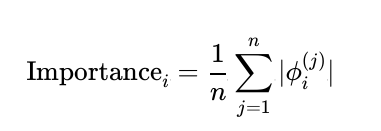 Importance_i = \frac{1}{n} \sum_{j=1}^{n} |\phi_i^{(j)}|